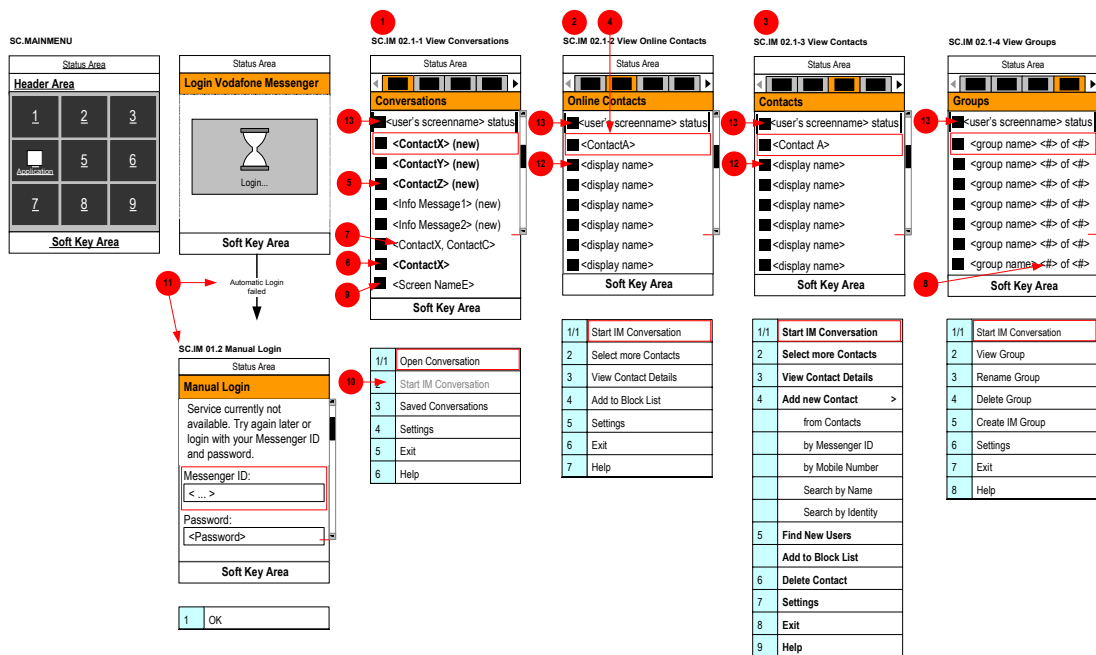 1
2
4
3
SC.MAINMENU
SC.IM 02.1-1 View Conversations
SC.IM 02.1-2 View Online Contacts
SC.IM 02.1-3 View Contacts
SC.IM 02.1-4 View Groups
Status Area
Header Area
1
2
3
Application
5
6
7
8
9
Soft Key Area
Status Area
Login Vodafone Messenger
Login...
Soft Key Area
11
Automatic Login
failed
SC.IM 01.2 Manual Login
Status Area
Manual Login
Service currently not
available. Try again later or
login with your Messenger ID
and password.
Messenger ID:
< ... >
Password:
<Password>
Soft Key Area
1 OK
Status Area
Conversations
13
<user's screenname> status
<ContactX> (new)
<ContactY> (new)
5
<ContactZ> (new)
<Info Message1> (new)
<Info Message2> (new)
7
<ContactX, ContactC>
6
<ContactX>
9
<Screen NameE>
Soft Key Area
1/1 Open Conversation
10
2 Start IM Conversation
3 Saved Conversations
4 Settings
5 Exit
6 Help
Status Area
Online Contacts
13
<user's screenname> status
<ContactA>
12
<display name>
<display name>
<display name>
<display name>
<display name>
<display name>
Soft Key Area
1/1 Start IM Conversation
2 Select more Contacts
3 View Contact Details
4 Add to Block List
5 Settings
6 Exit
7 Help
Status Area
Contacts
13
<user's screenname> status
<Contact A>
12
<display name>
<display name>
<display name>
<display name>
<display name>
<display name>
Soft Key Area
1/1 Start IM Conversation
2 Select more Contacts
3 View Contact Details
4 Add new Contact >
from Contacts
by Messenger ID
by Mobile Number
Search by Name
Search by Identity
5 Find New Users
Add to Block List
6 Delete Contact
7 Settings
8 Exit
9 Help
Status Area
Groups
13
<user's screenname> status
<group name> <#> of <#>
<group name> <#> of <#>
<group name> <#> of <#>
<group name> <#> of <#>
<group name> <#> of <#>
<group name> <#> of <#>
<group name> <#> of <#>
8
Soft Key Area
1/1 Start IM Conversation
2 View Group
3 Rename Group
4 Delete Group
5 Create IM Group
6 Settings
7 Exit
8 Help